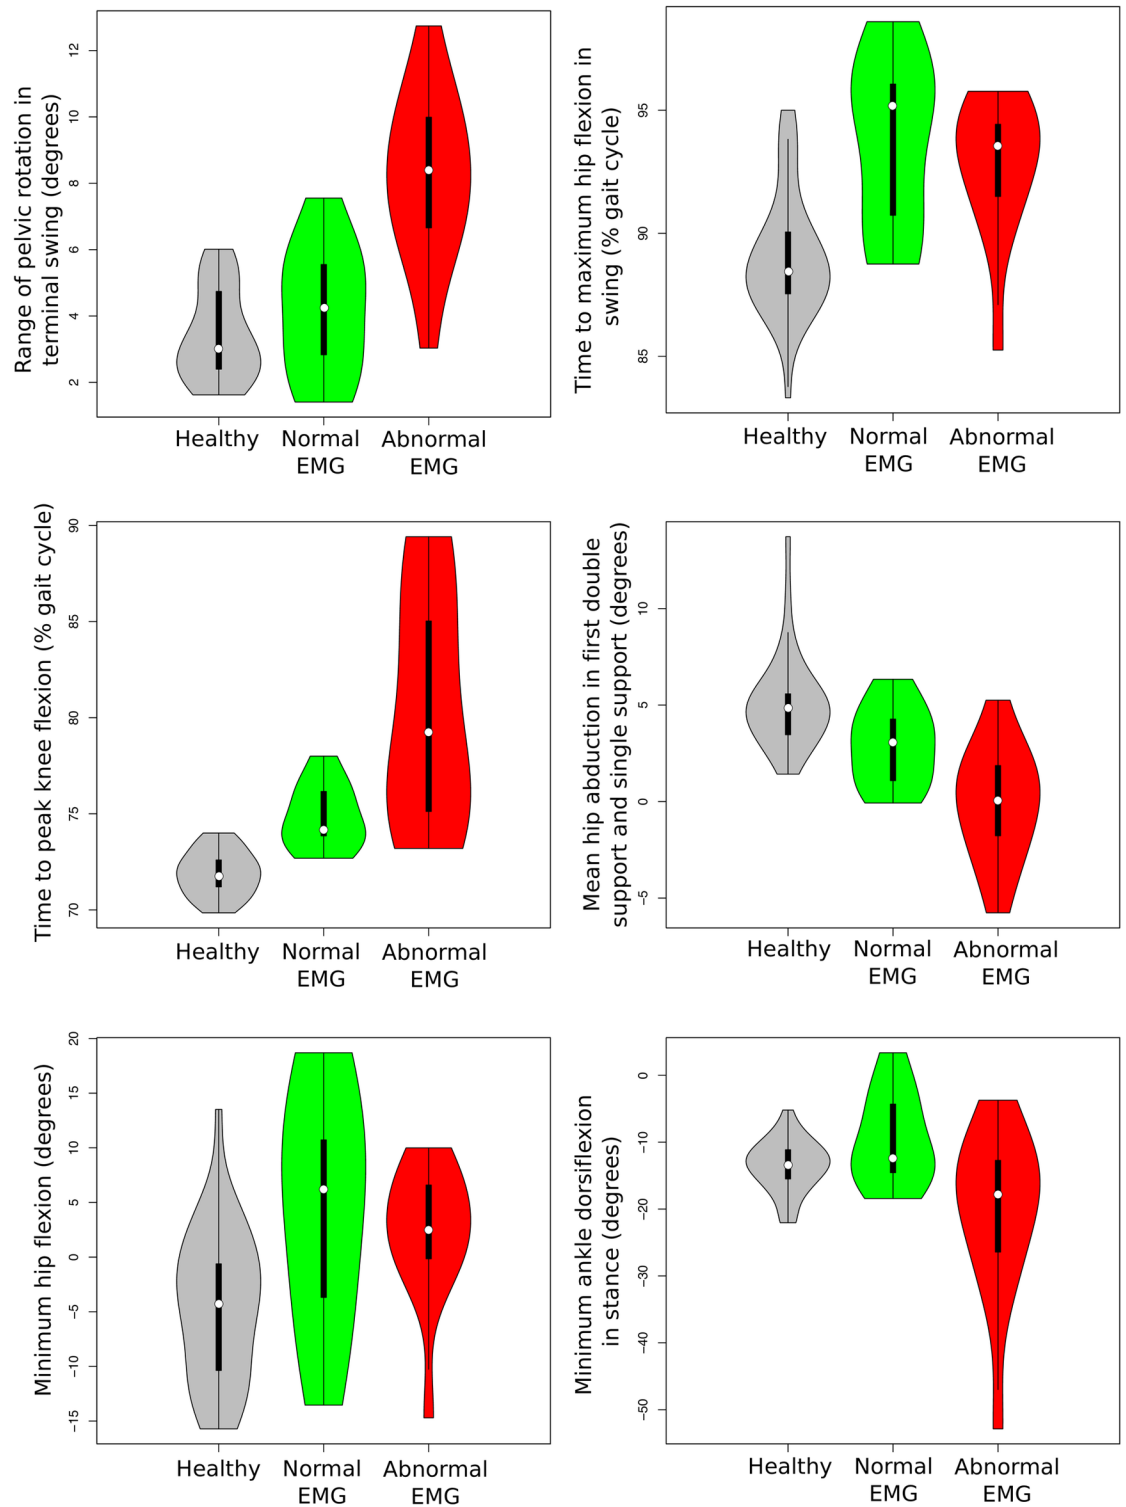 Range of pelvic rotation in
terminal swing (degrees)
12
10
8
6
4
2
Healthy
Normal
EMG
Abnormal
EMG
Time to maximum hip flexion in
swing (% gait cycle)
95
90
85
Healthy
Normal
EMG
Abnormal
EMG
Time to peak knee flexion (% gait cycle)
90
85
80
75
70
Healthy
Normal
EMG
Abnormal
EMG
Mean hip abduction in first double
support and single support (degrees)
10
5
0
−5
Healthy
Normal
EMG
Abnormal
EMG
Minimum hip flexion (degrees)
20
15
10
5
0
−5
−10
−15
Healthy
Normal
EMG
Abnormal
EMG
Minimum ankle dorsiflexion
in stance (degrees)
0
−10
−20
−30
−40
−50
Healthy
Normal
EMG
Abnormal
EMG